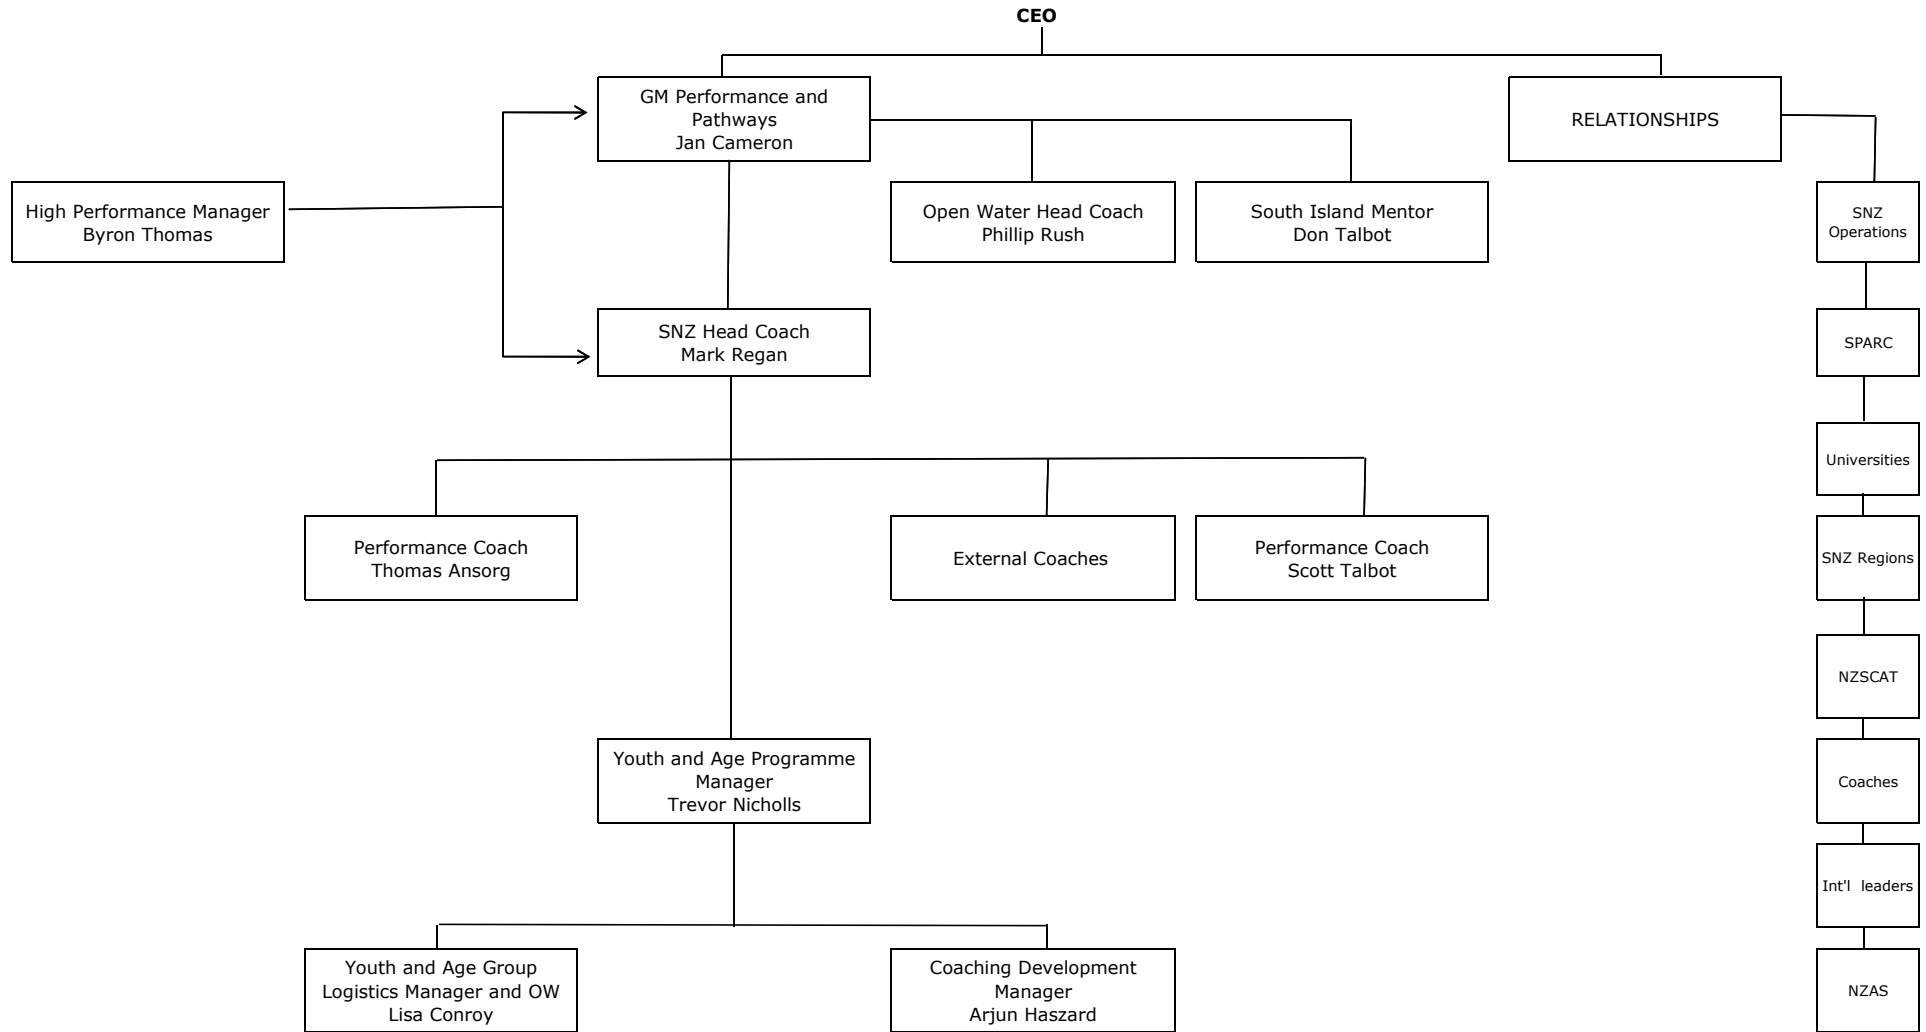 CEO
GM Performance and
Pathways
Jan Cameron
RELATIONSHIPS
High Performance Manager
Byron Thomas
Open Water Head Coach
Phillip Rush
South Island Mentor
Don Talbot
SNZ
Operations
SNZ Head Coach
Mark Regan
SPARC
Universities
Performance Coach
Thomas Ansorg
External Coaches
Performance Coach
Scott Talbot
SNZ Regions
NZSCAT
Youth and Age Programme
Manager
Trevor Nicholls
Coaches
Int'l leaders
Youth and Age Group
Logistics Manager and OW
Lisa Conroy
Coaching Development
Manager
Arjun Haszard
NZAS